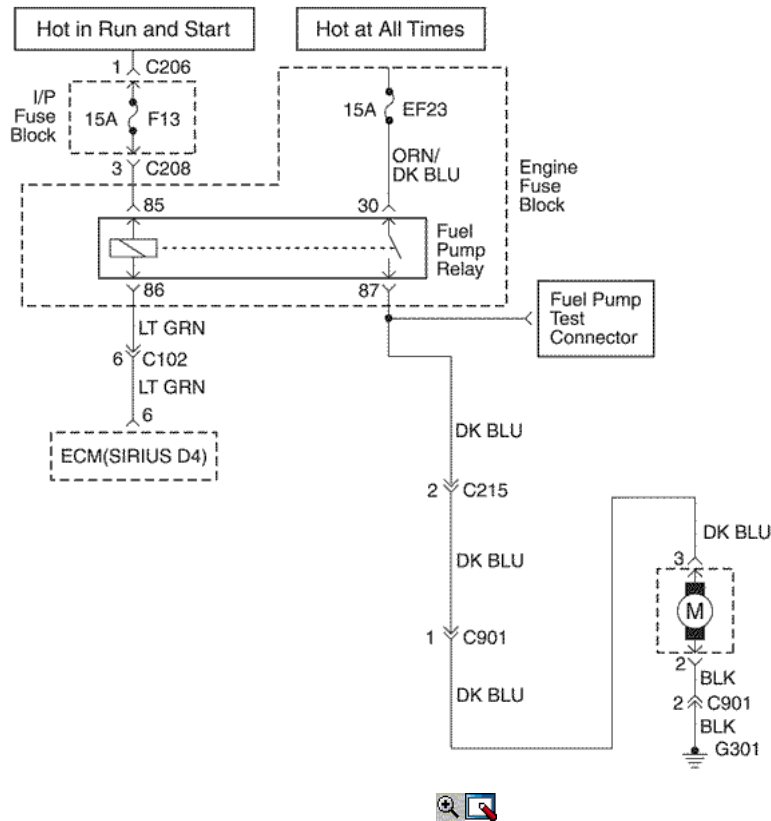 Hot in Run and Start
Hot at All Times
1 C206
I/P
Fuse
Block
15A F13
15A EF23
3 C208
ORN/
DK BLU
Engine
Fuse
Block
85
30
Fuel
Pump
Relay
86
87
Fuel Pump
Test
Connector
LT GRN
6 C102
LT GRN
6
ECM(SIRIUS D4)
DK BLU
2 C215
DK BLU
DK BLU
3
M
1 C901
2
BLK
DK BLU
2 C901
BLK
G301